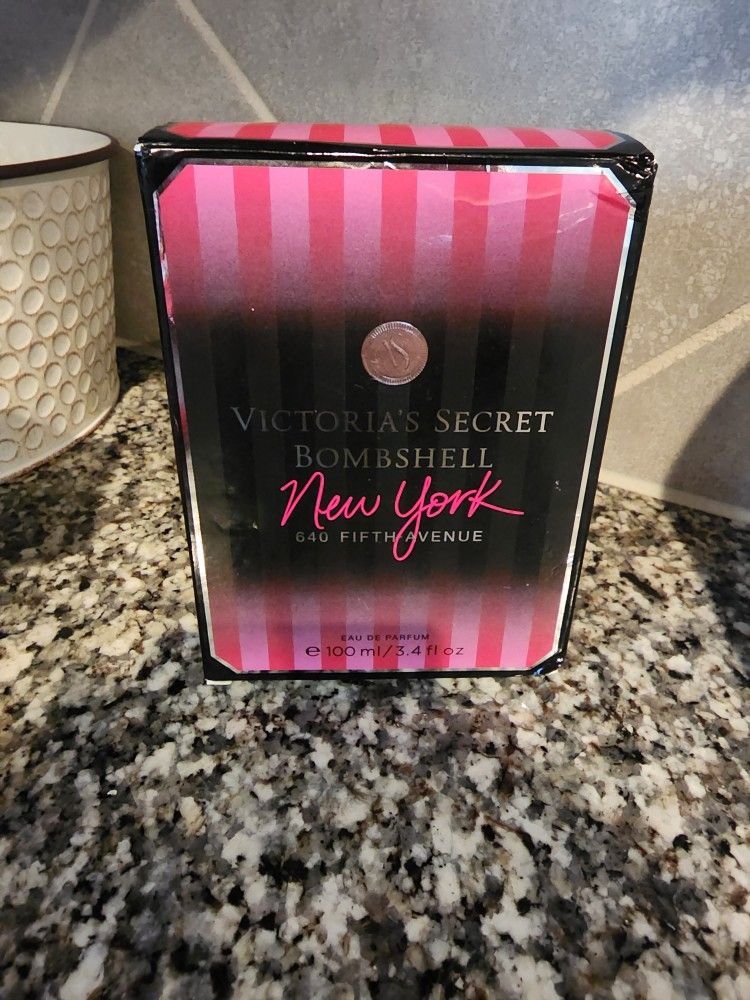 VICTORIA'S SECRET
BOMBSHELL
New York
640 FIFTH AVENUE
EAU DE PARFUM
e 100 ml / 3.4 fl oz